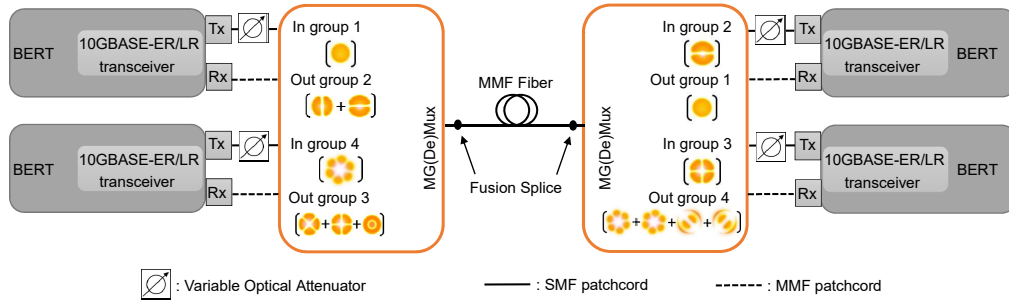 BERT
10GBASE-ER/LR
transceiver
Tx
Rx
In group 1
Out group 2
+
BERT
10GBASE-ER/LR
transceiver
Tx
Rx
In group 4
Out group 3
+ +
MG(De)Mux
MMF Fiber
Fusion Splice
MG(De)Mux
In group 2
Out group 1
Tx
Rx
10GBASE-ER/LR
transceiver
BERT
In group 3
Out group 4
+ + +
Tx
Rx
10GBASE-ER/LR
transceiver
BERT
: Variable Optical Attenuator
: SMF patchcord
: MMF patchcord